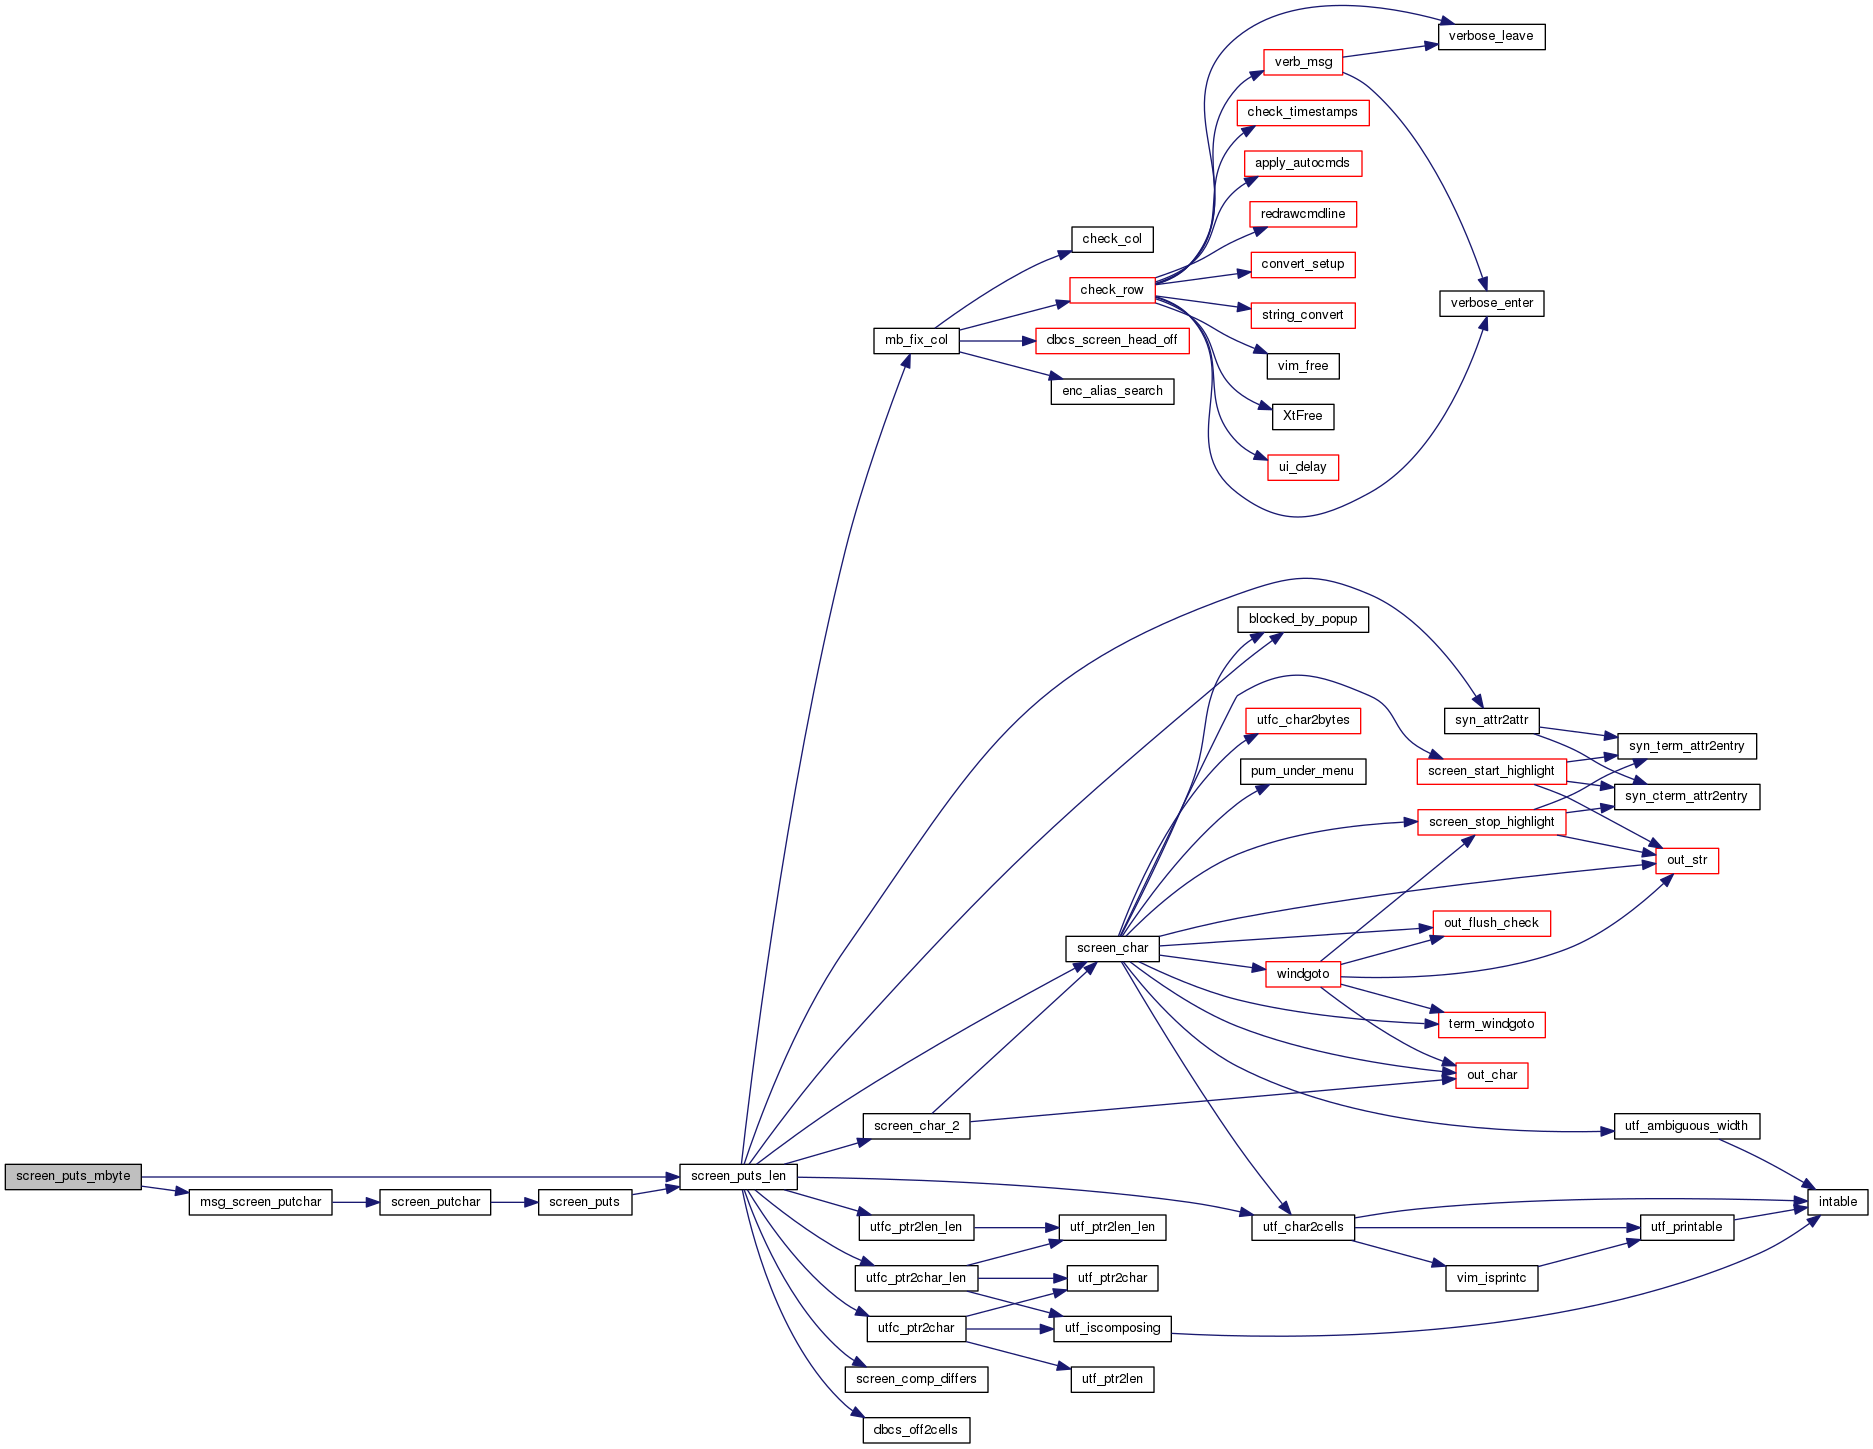 verbose_leave
verb_msg
check_timestamps
apply_autocmds
redrawcmdline
check_col
convert_setup
check_row
verbose_enter
string_convert
mb_fix_col
dbcs_screen_head_off
vim_free
enc_alias_search
XtFree
ui_delay
blocked_by_popup
utfc_char2bytes
syn_attr2attr
syn_term_attr2entry
pum_under_menu
screen_start_highlight
syn_cterm_attr2entry
screen_stop_highlight
out_str
out_flush_check
screen_char
windgoto
term_windgoto
out_char
screen_char_2
utf_ambiguous_width
screen_puts_mbyte
screen_puts_len
msg_screen_putchar
screen_putchar
screen_puts
intable
utfc_ptr2len_len
utf_ptr2len_len
utf_char2cells
utf_printable
utfc_ptr2char_len
utf_ptr2char
vim_isprintc
utfc_ptr2char
utf_iscomposing
screen_comp_differs
utf_ptr2len
dbcs_off2cells